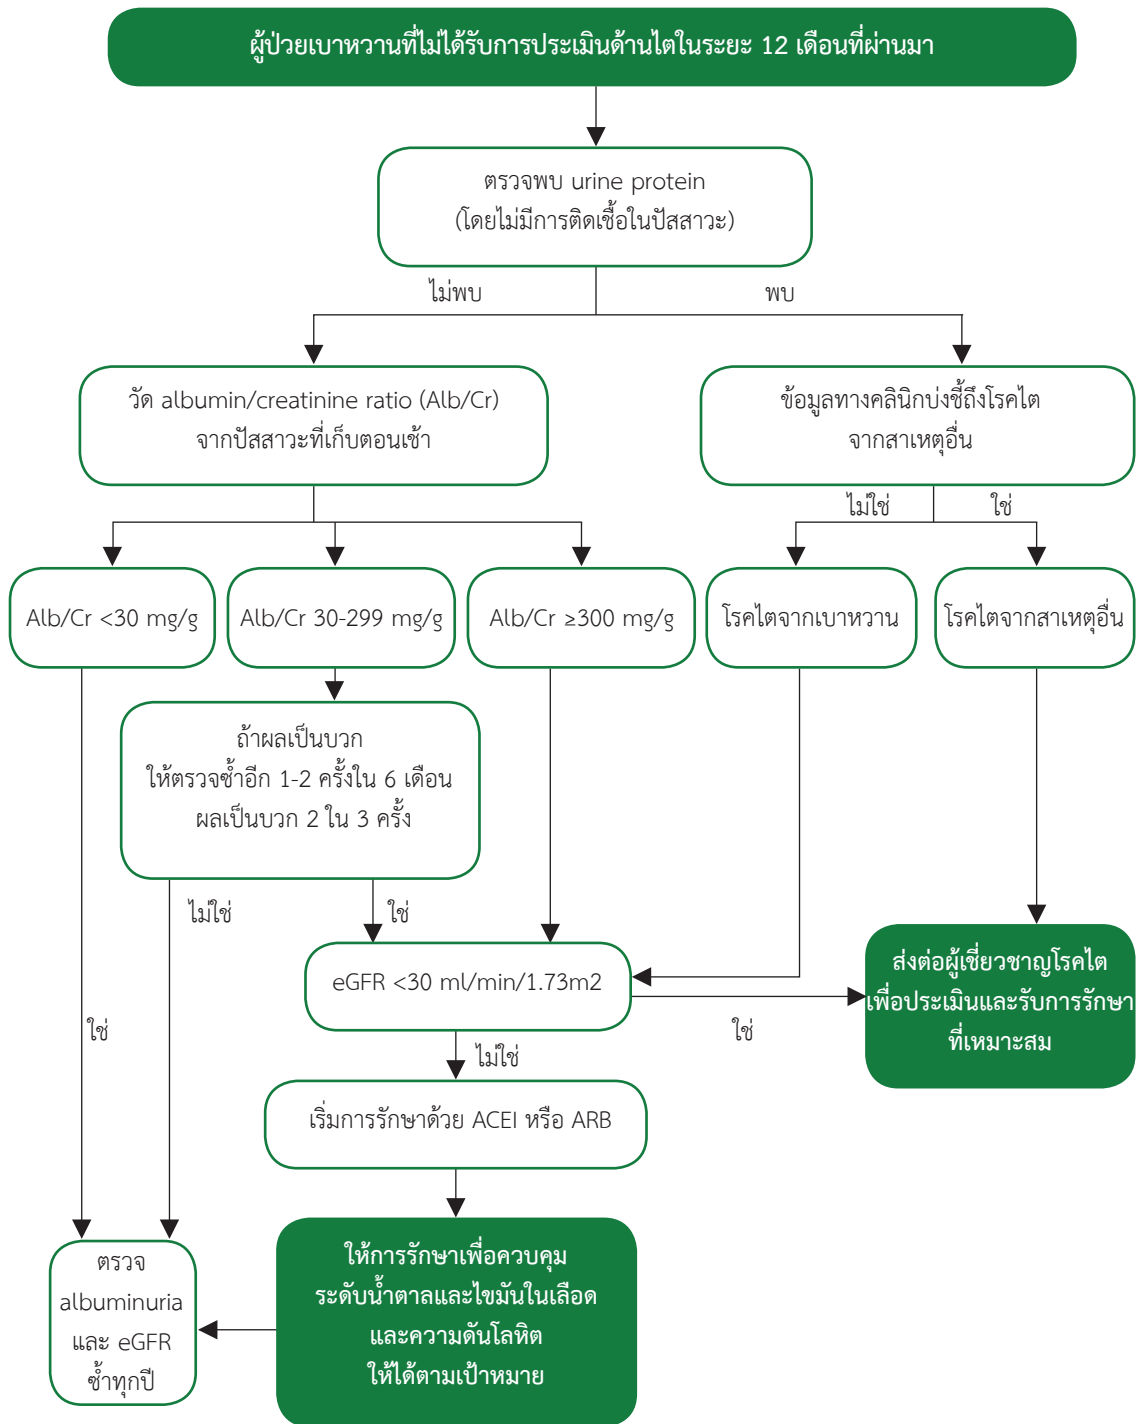 ผู้ป่วยเบาหวานที่ไม่ได้รับการประเมินด้านไตในระยะ 12 เดือนที่ผ่านมา
ตรวจพบ urine protein
(โดยไม่มีการติดเชื้อในปัสสาวะ)
ไม่พบ
พบ
วัด albumin/creatinine ratio (Alb/Cr)
จากปัสสาวะที่เก็บตอนเช้า
ข้อมูลทางคลินิกบ่งชี้ถึงโรคไต
จากสาเหตุอื่น
ไม่ใช่
ใช่
Alb/Cr <30 mg/g
Alb/Cr 30-299 mg/g
Alb/Cr ≥300 mg/g
โรคไตจากเบาหวาน
โรคไตจากสาเหตุอื่น
ถ้าผลเป็นบวก
ให้ตรวจซ้ำอีก 1-2 ครั้งใน 6 เดือน
ผลเป็นบวก 2 ใน 3 ครั้ง
ไม่ใช่
ใช่
eGFR <30 ml/min/1.73m2
ส่งต่อผู้เชี่ยวชาญโรคไต
เพื่อประเมินและรับการรักษา
ที่เหมาะสม
ใช่
ใช่
ไม่ใช่
เริ่มการรักษาด้วย ACEI หรือ ARB
ตรวจ
albuminuria
และ eGFR
ซ้ำทุกปี
ให้การรักษาเพื่อควบคุม
ระดับน้ำตาลและไขมันในเลือด
และความดันโลหิต
ให้ได้ตามเป้าหมาย